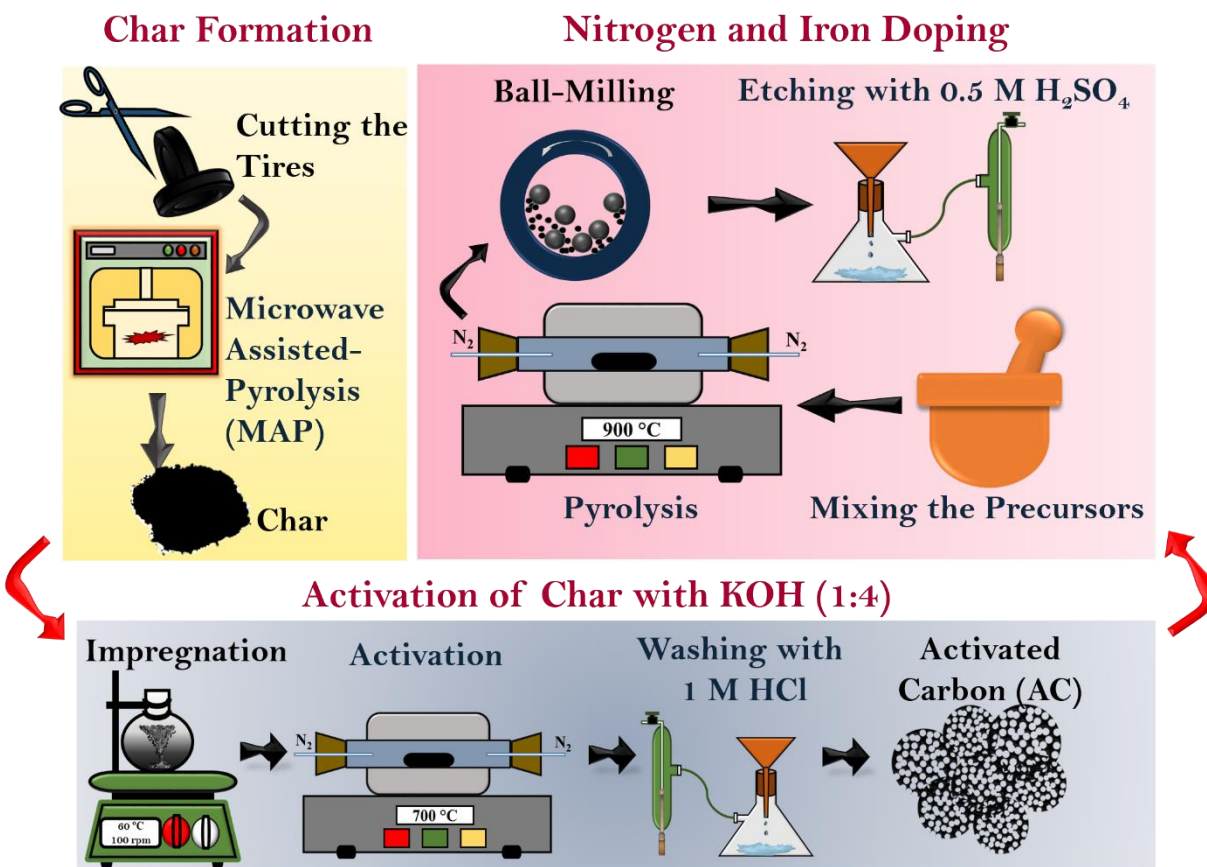 Char Formation
Cutting the
Tires
Microwave
Assisted-
Pyrolysis
(MAP)
Char
Nitrogen and Iron Doping
Ball-Milling
Etching with 0.5 M H₂SO₄
N₂
N₂
900 °C
Pyrolysis
Mixing the Precursors
Activation of Char with KOH (1:4)
Impregnation
60 °C
100 rpm
Activation
N₂
N₂
700 °C
Washing with
1 M HCl
Activated
Carbon (AC)